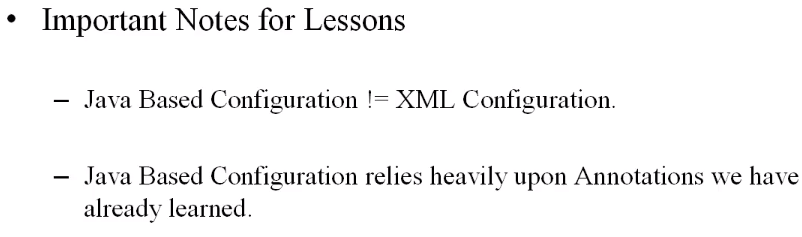 • Important Notes for Lessons
– Java Based Configuration != XML Configuration.
– Java Based Configuration relies heavily upon Annotations we have
already learned.